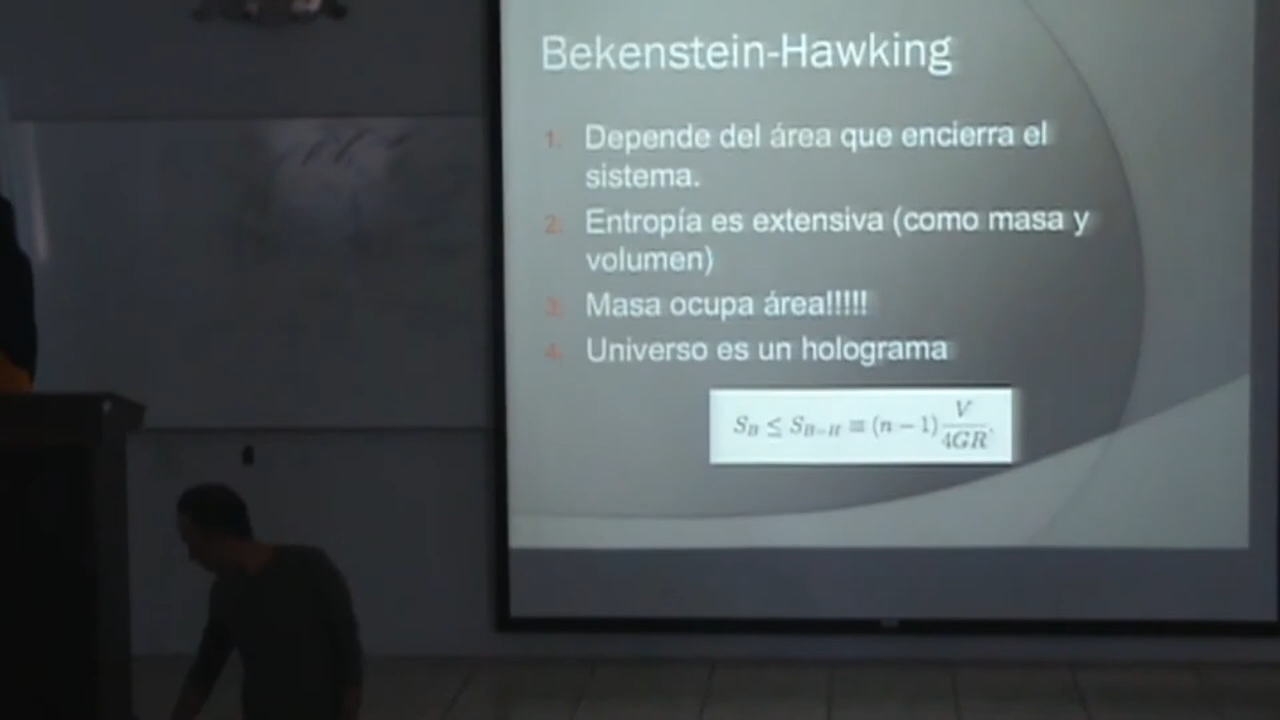 Bekenstein-Hawking
1. Depende del área que encierra el
sistema.
2. Entropía es extensiva (como masa y
volumen)
3. Masa ocupa área!!!!!
4. Universo es un holograma
S_B ≤ S_{B-H} ≡ (n − 1) V/4GR.